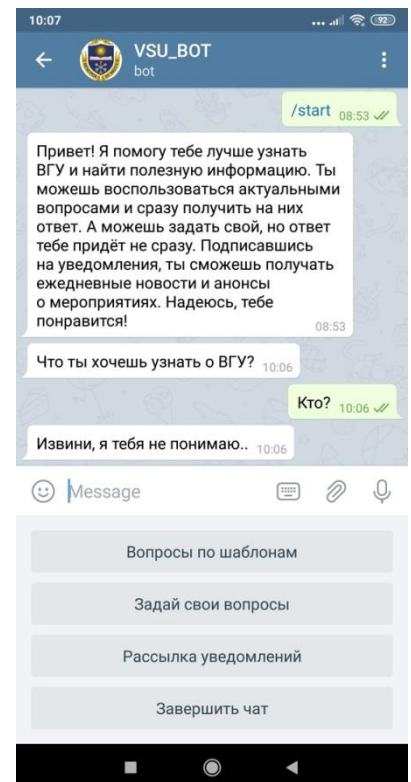 10:07
92
VSU_BOT
bot
/start 08:53
Привет! Я помогу тебе лучше узнать
ВГУ и найти полезную информацию. Ты
можешь воспользоваться актуальными
вопросами и сразу получить на них
ответ. А можешь задать свой, но ответ
тебе придёт не сразу. Подписавшись
на уведомления, ты сможешь получать
ежедневные новости и анонсы
о мероприятиях. Надеюсь, тебе
понравится! 08:53
Что ты хочешь узнать о ВГУ? 10:06
Кто? 10:06
Извини, я тебя не понимаю.. 10:06
Message
Вопросы по шаблонам
Задай свои вопросы
Рассылка уведомлений
Завершить чат